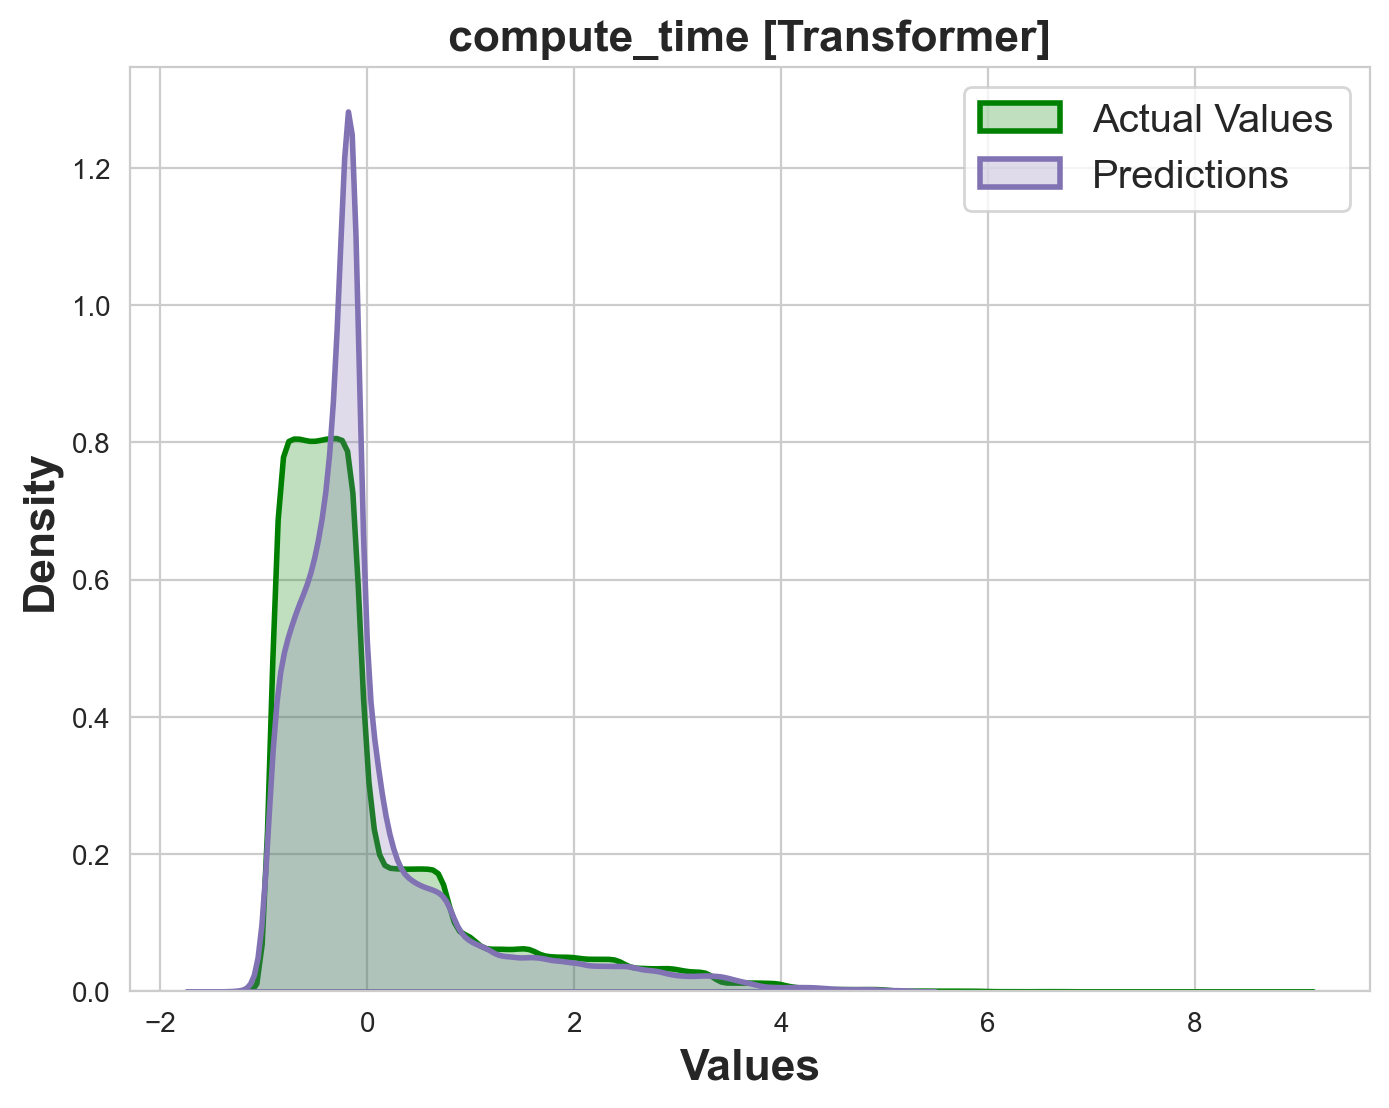 compute_time [Transformer]
Actual Values
Predictions
1.2
1.0
0.8
0.6
0.4
0.2
0.0
Density
−2
0
2
4
6
8
Values